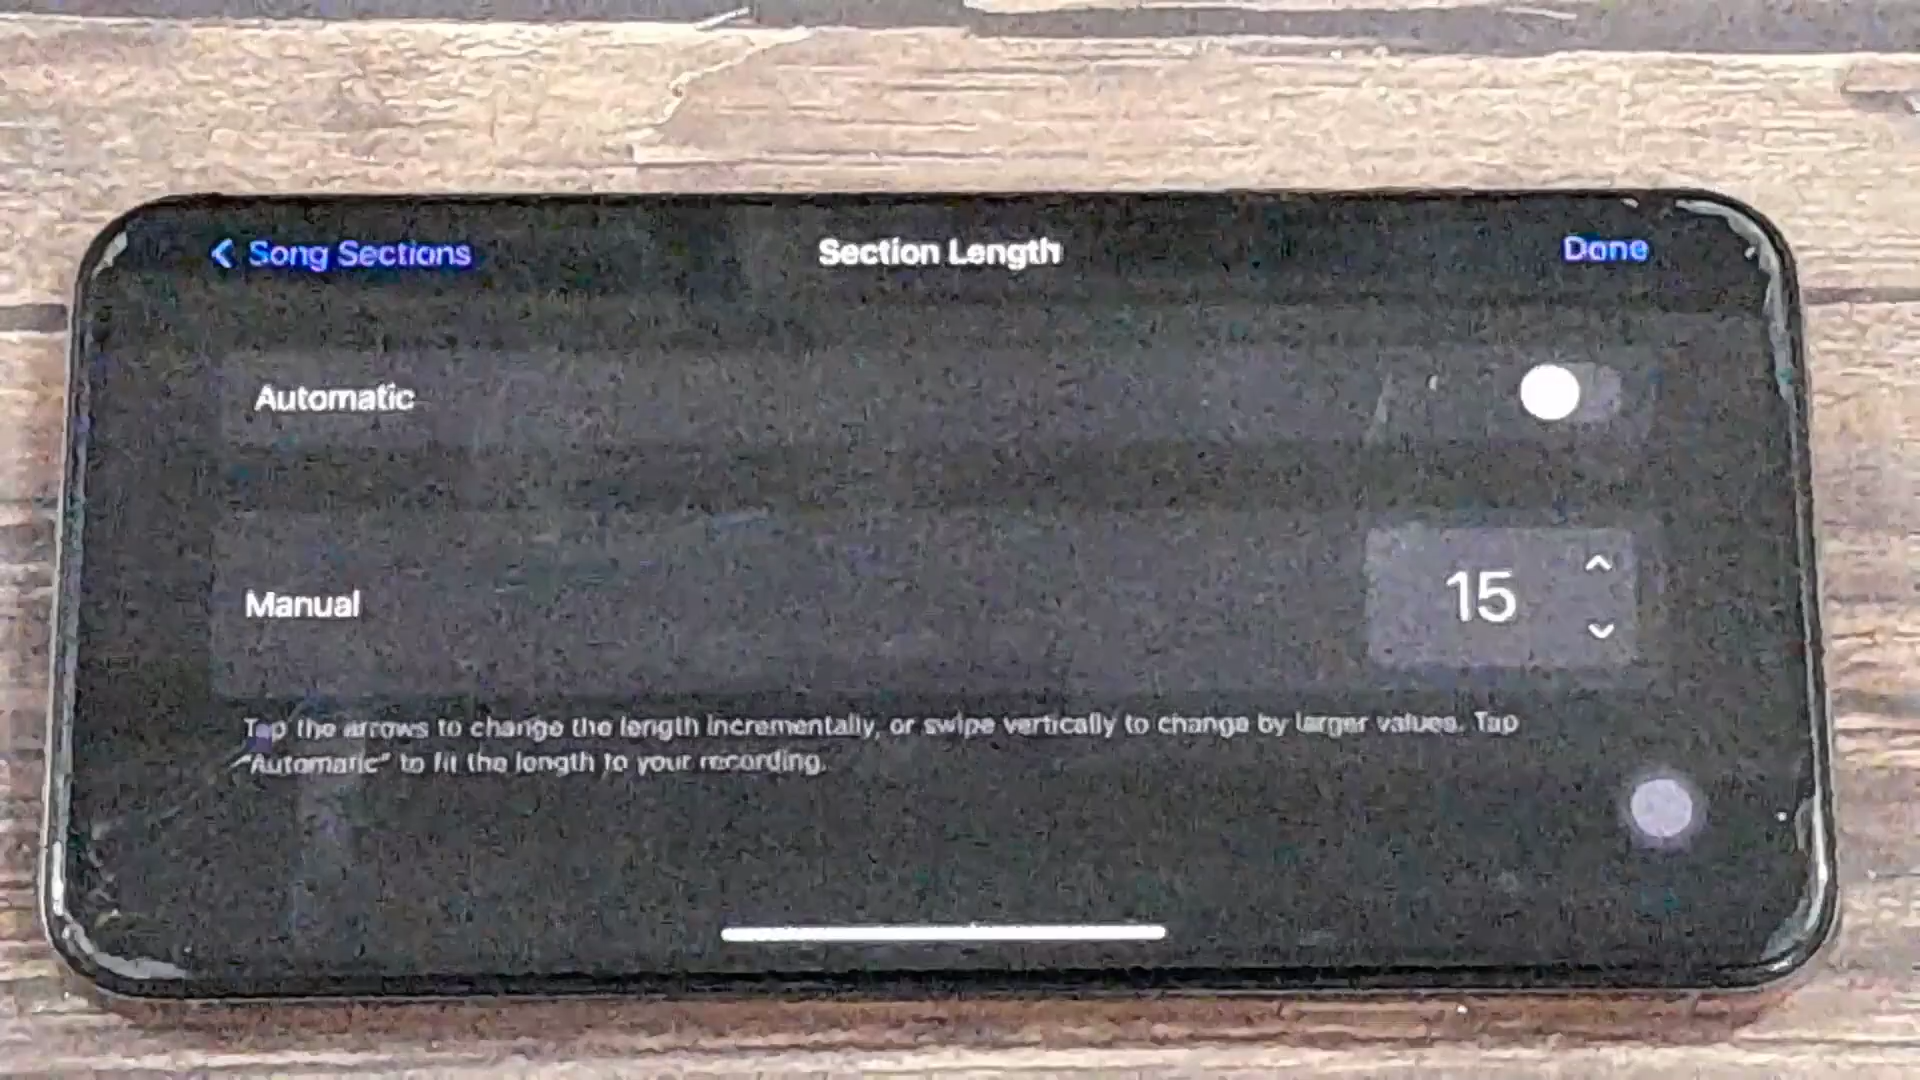 Song Sections
Section Length
Done
Automatic
Manual
15
Tap the arrows to change the length incrementally, or swipe vertically to change by larger values. Tap
"Automatic" to fit the length to your recording.